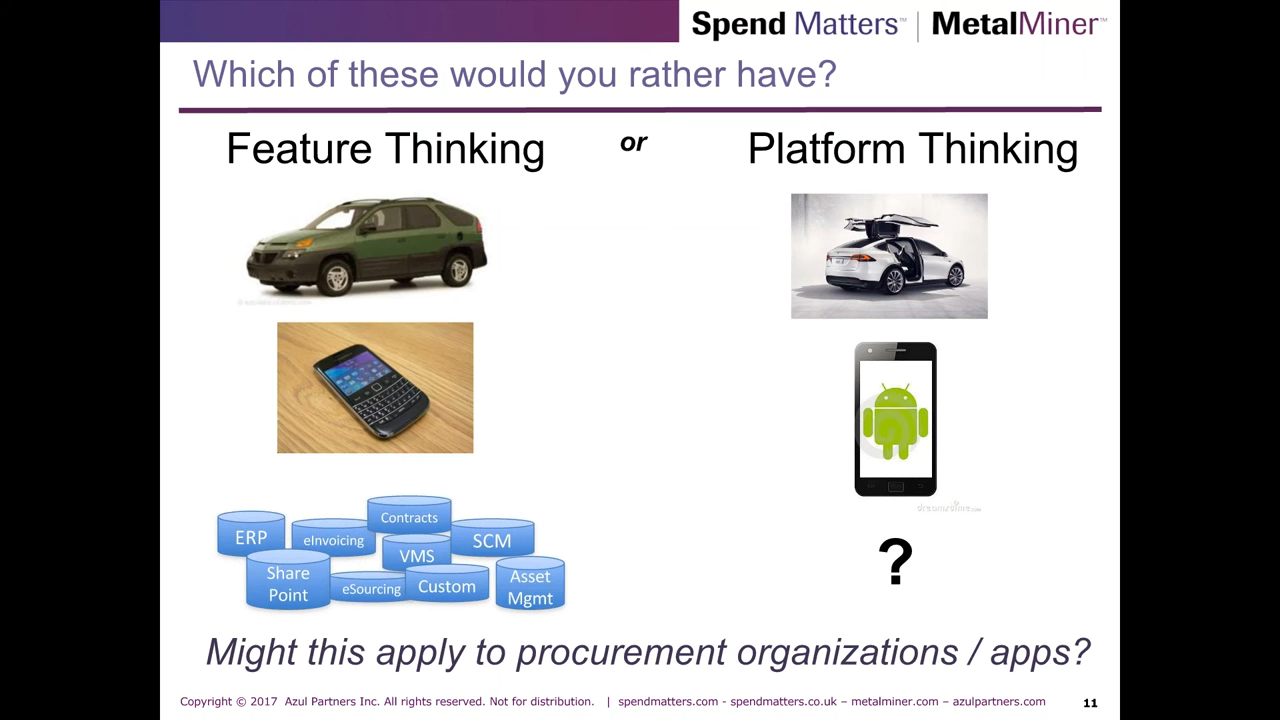 Spend Matters™ | MetalMiner™
Which of these would you rather have?
Feature Thinking
or
Platform Thinking
Contracts
ERP
eInvoicing
SCM
VMS
Share
Point
eSourcing
Custom
Asset
Mgmt
dreamstime.com
?
Might this apply to procurement organizations / apps?
Copyright © 2017 Azul Partners Inc. All rights reserved. Not for distribution. | spendmatters.com - spendmatters.co.uk – metalminer.com – azulpartners.com
11